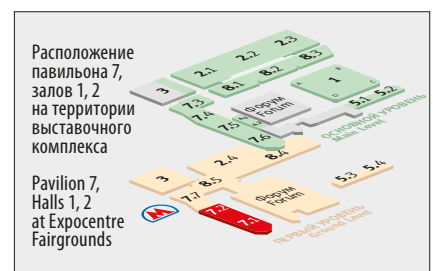 Расположение
павильона 7,
залов 1, 2
на территории
выставочного
комплекса
Pavilion 7,
Halls 1, 2
at Expocentre
Fairgrounds
2.1
2.2
2.3
3
8.1
8.2
8.3
1
B
C
D
7.3
7.4
7.5
7.6
Форум
Forum
5.1
5.2
ОСНОВНОЙ УРОВЕНЬ
Main Level
3
2.4
8.4
8.5
7.7
7.2
7.1
Форум
Forum
5.3
5.4
ПЕРВЫЙ УРОВЕНЬ
Ground Level
М